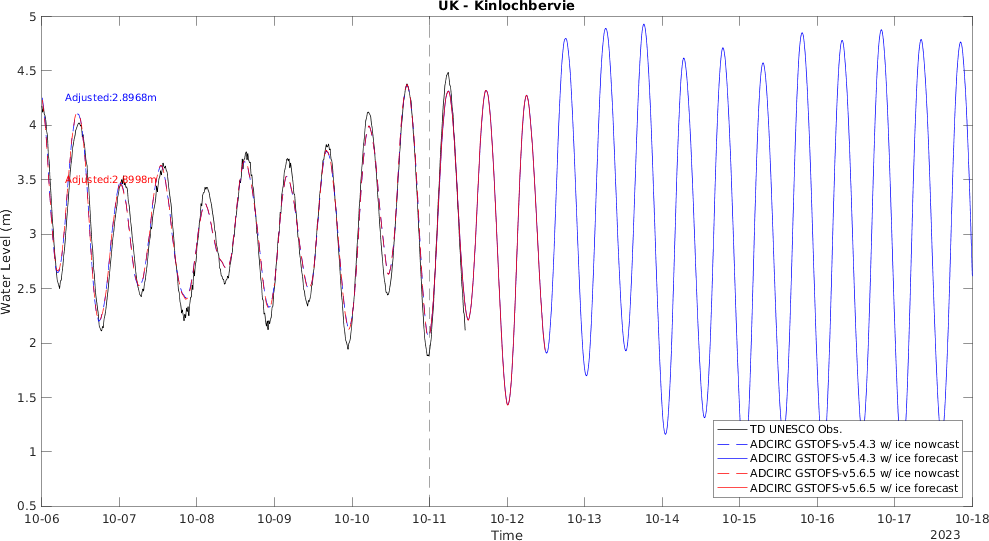 UK - Kinlochbervie
Water Level (m)
5
4.5
4
3.5
3
2.5
2
1.5
1
0.5
Adjusted:2.8968m
Adjusted:2.8998m
TD UNESCO Obs.
ADCIRC GSTOFS-v5.4.3 w/ ice nowcast
ADCIRC GSTOFS-v5.4.3 w/ ice forecast
ADCIRC GSTOFS-v5.6.5 w/ ice nowcast
ADCIRC GSTOFS-v5.6.5 w/ ice forecast
10-06 10-07 10-08 10-09 10-10 10-11 10-12 10-13 10-14 10-15 10-16 10-17 10-18
Time
2023